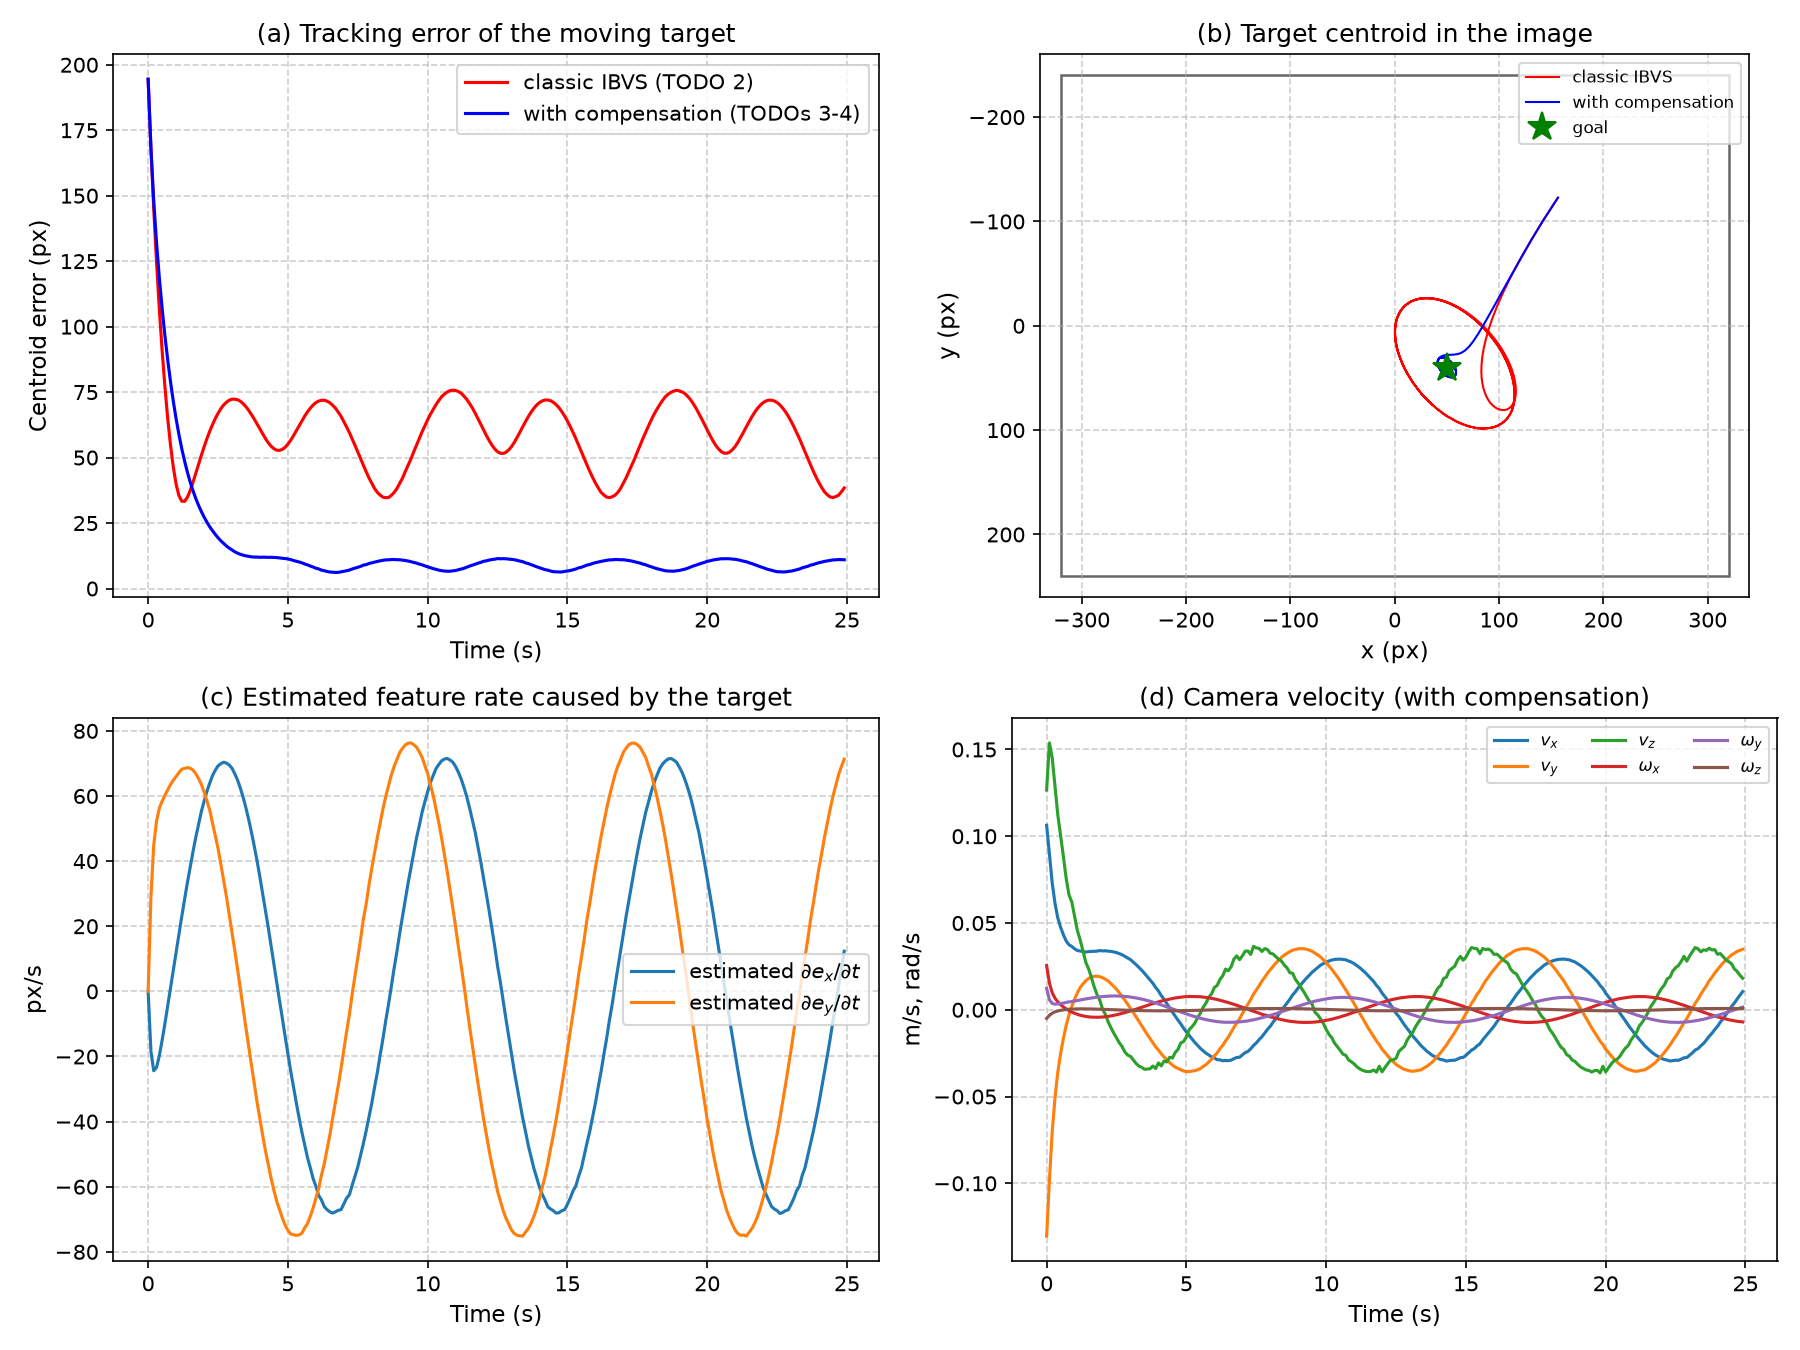 (a) Tracking error of the moving target
Centroid error (px)
200
175
150
125
100
75
50
25
0
classic IBVS (TODO 2)
with compensation (TODOs 3-4)
0 5 10 15 20 25
Time (s)
(b) Target centroid in the image
y (px)
−200
−100
0
100
200
classic IBVS
with compensation
goal
−300 −200 −100 0 100 200 300
x (px)
(c) Estimated feature rate caused by the target
px/s
80
60
40
20
0
−20
−40
−60
−80
estimated ∂eₓ/∂t
estimated ∂e_y/∂t
0 5 10 15 20 25
Time (s)
(d) Camera velocity (with compensation)
m/s, rad/s
0.15
0.10
0.05
0.00
−0.05
−0.10
vₓ v_z ω_y
v_y ωₓ ω_z
0 5 10 15 20 25
Time (s)